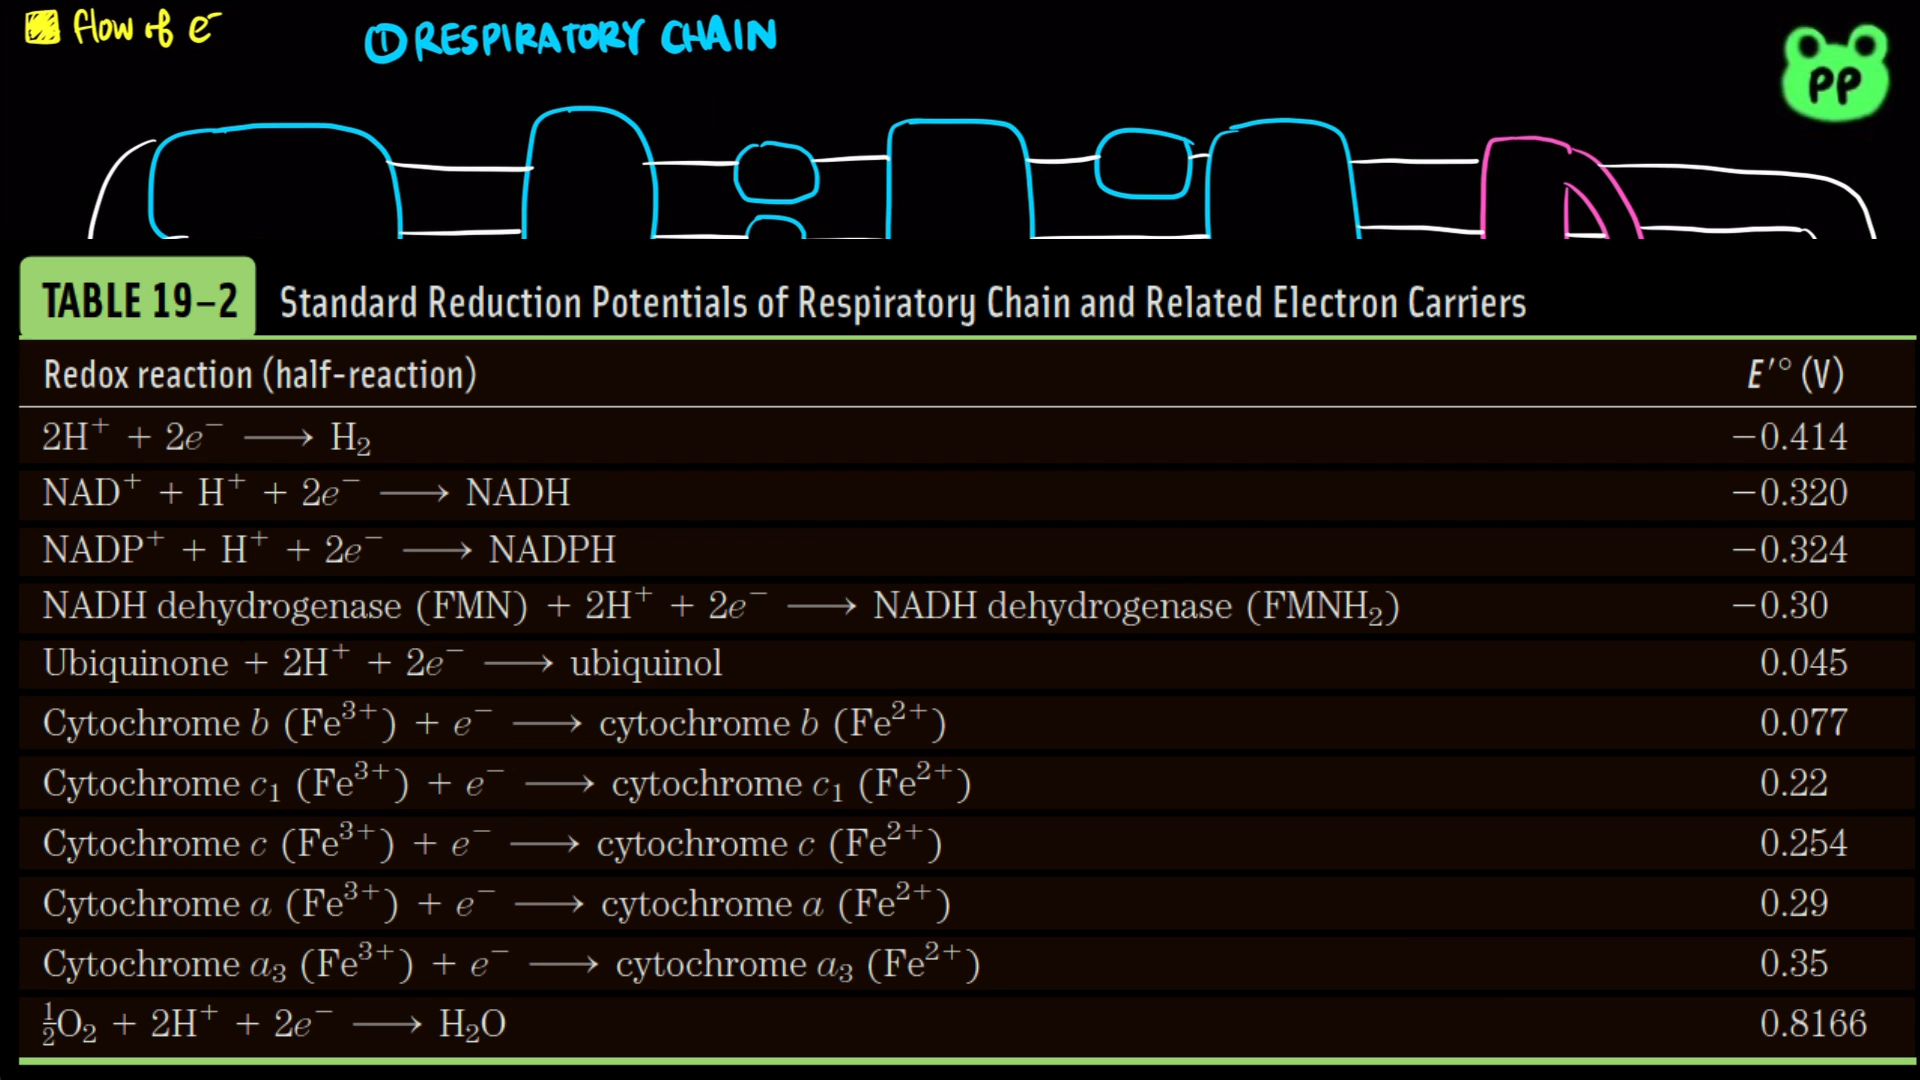 flow of e⁻
① RESPIRATORY CHAIN
PP
TABLE 19–2 Standard Reduction Potentials of Respiratory Chain and Related Electron Carriers
Redox reaction (half-reaction) E′° (V)
2H⁺ + 2e⁻ ⟶ H₂ −0.414
NAD⁺ + H⁺ + 2e⁻ ⟶ NADH −0.320
NADP⁺ + H⁺ + 2e⁻ ⟶ NADPH −0.324
NADH dehydrogenase (FMN) + 2H⁺ + 2e⁻ ⟶ NADH dehydrogenase (FMNH₂) −0.30
Ubiquinone + 2H⁺ + 2e⁻ ⟶ ubiquinol 0.045
Cytochrome b (Fe³⁺) + e⁻ ⟶ cytochrome b (Fe²⁺) 0.077
Cytochrome c₁ (Fe³⁺) + e⁻ ⟶ cytochrome c₁ (Fe²⁺) 0.22
Cytochrome c (Fe³⁺) + e⁻ ⟶ cytochrome c (Fe²⁺) 0.254
Cytochrome a (Fe³⁺) + e⁻ ⟶ cytochrome a (Fe²⁺) 0.29
Cytochrome a₃ (Fe³⁺) + e⁻ ⟶ cytochrome a₃ (Fe²⁺) 0.35
½O₂ + 2H⁺ + 2e⁻ ⟶ H₂O 0.8166